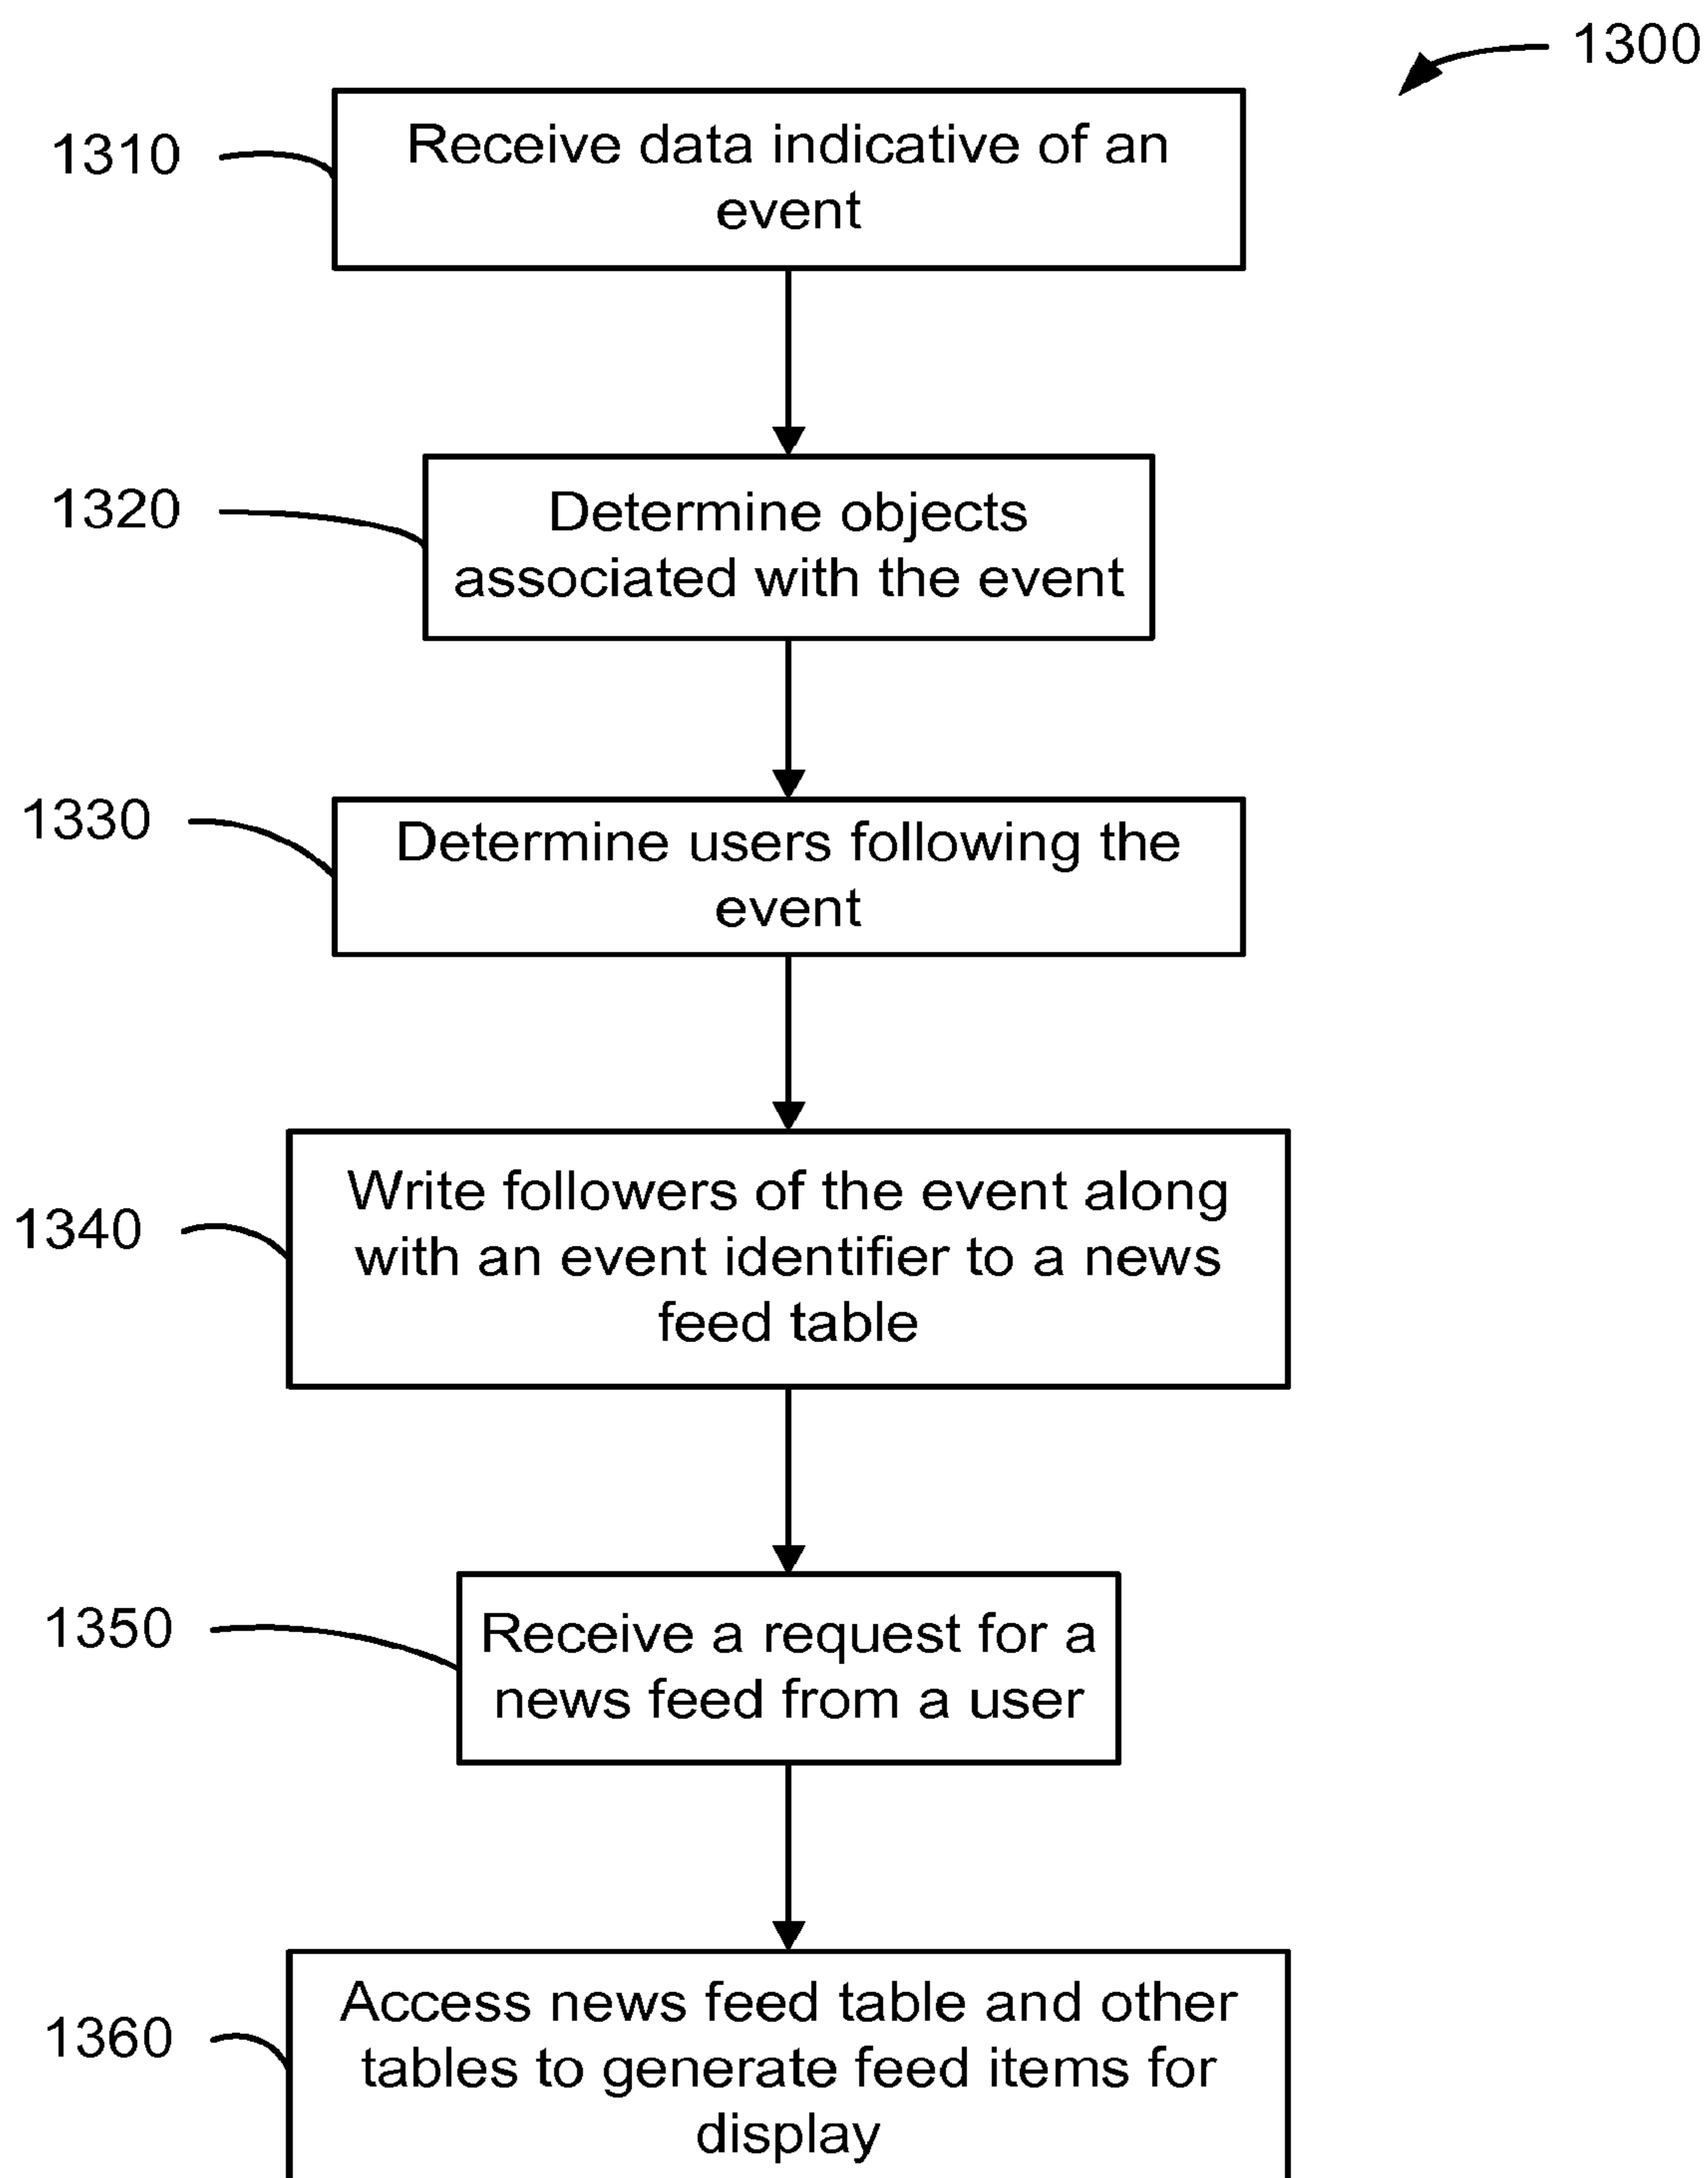 1300
1310
Receive data indicative of an
event
1320
Determine objects
associated with the event
1330
Determine users following the
event
1340
Write followers of the event along
with an event identifier to a news
feed table
1350
Receive a request for a
news feed from a user
1360
Access news feed table and other
tables to generate feed items for
display